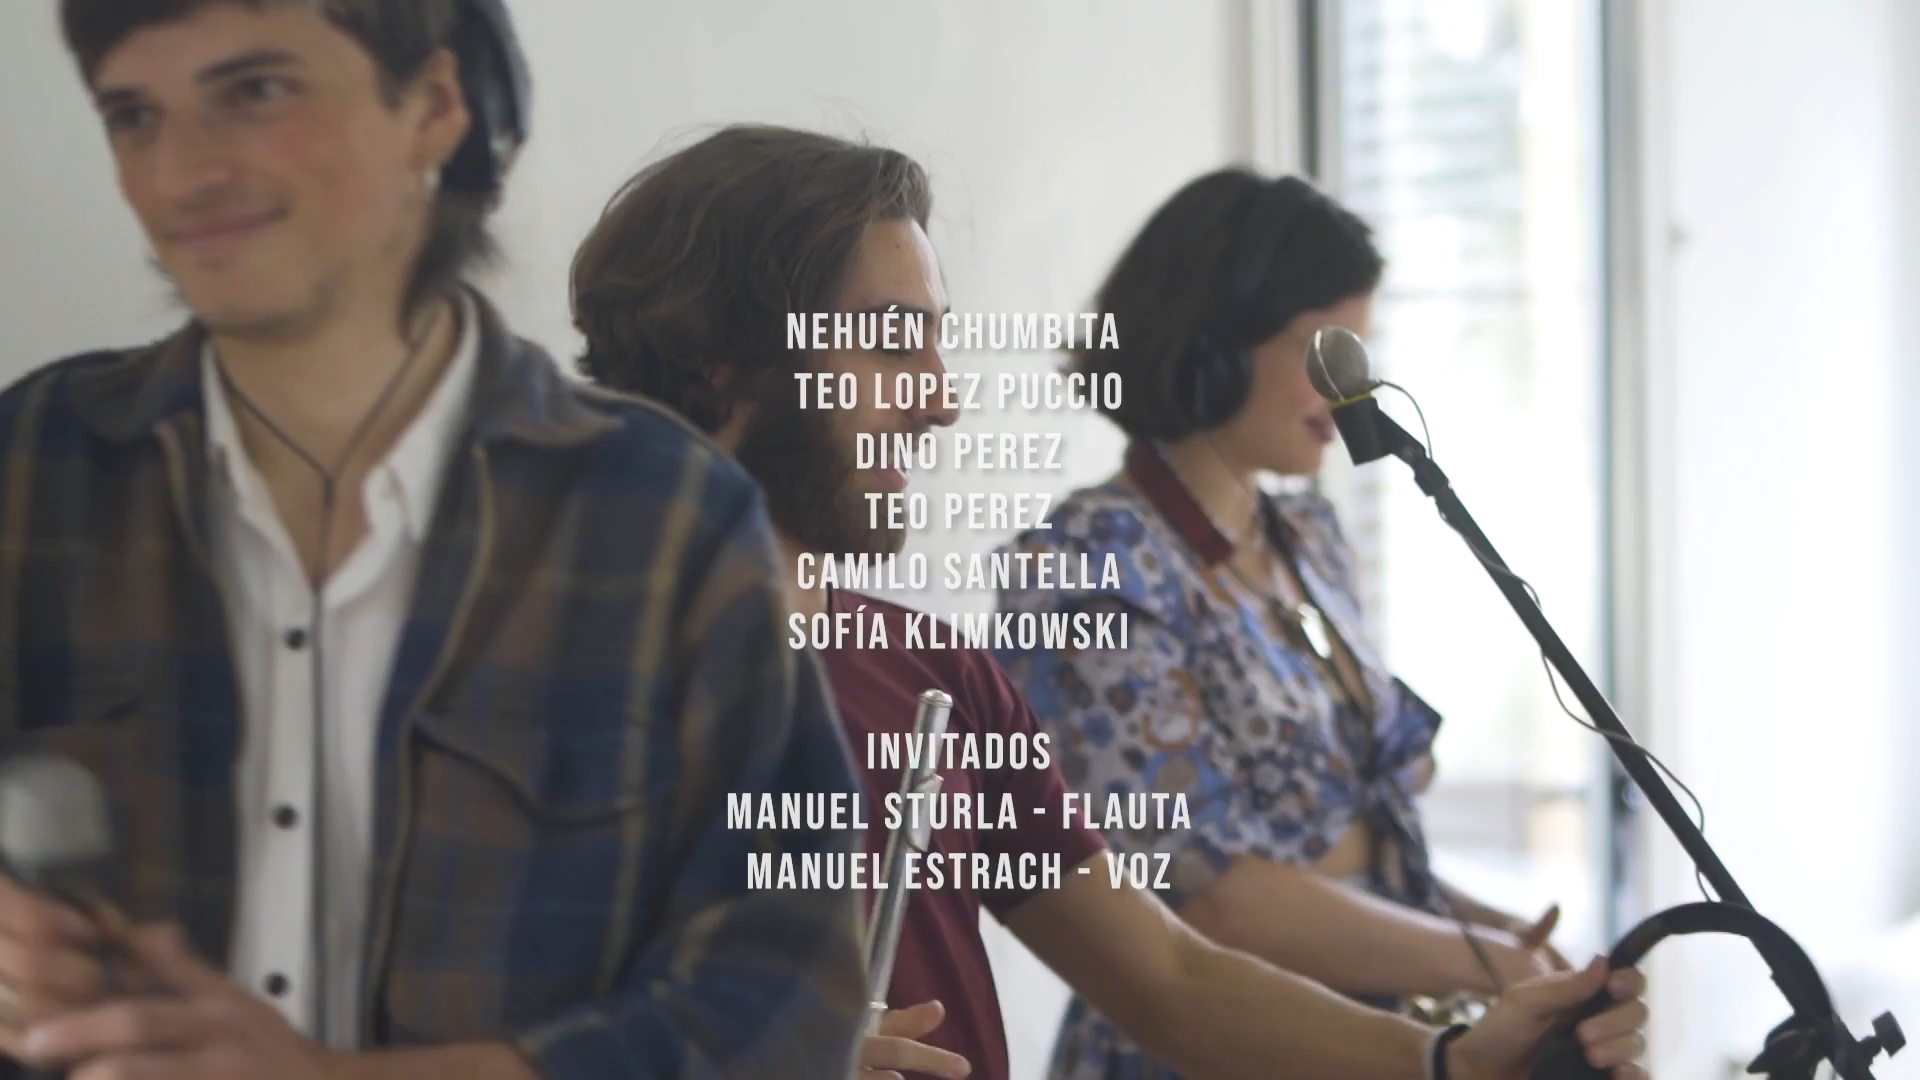 NEHUÉN CHUMBITA
TEO LOPEZ PUCCIO
DINO PEREZ
TEO PEREZ
CAMILO SANTELLA
SOFÍA KLIMKOWSKI
INVITADOS
MANUEL STURLA - FLAUTA
MANUEL ESTRACH - VOZ